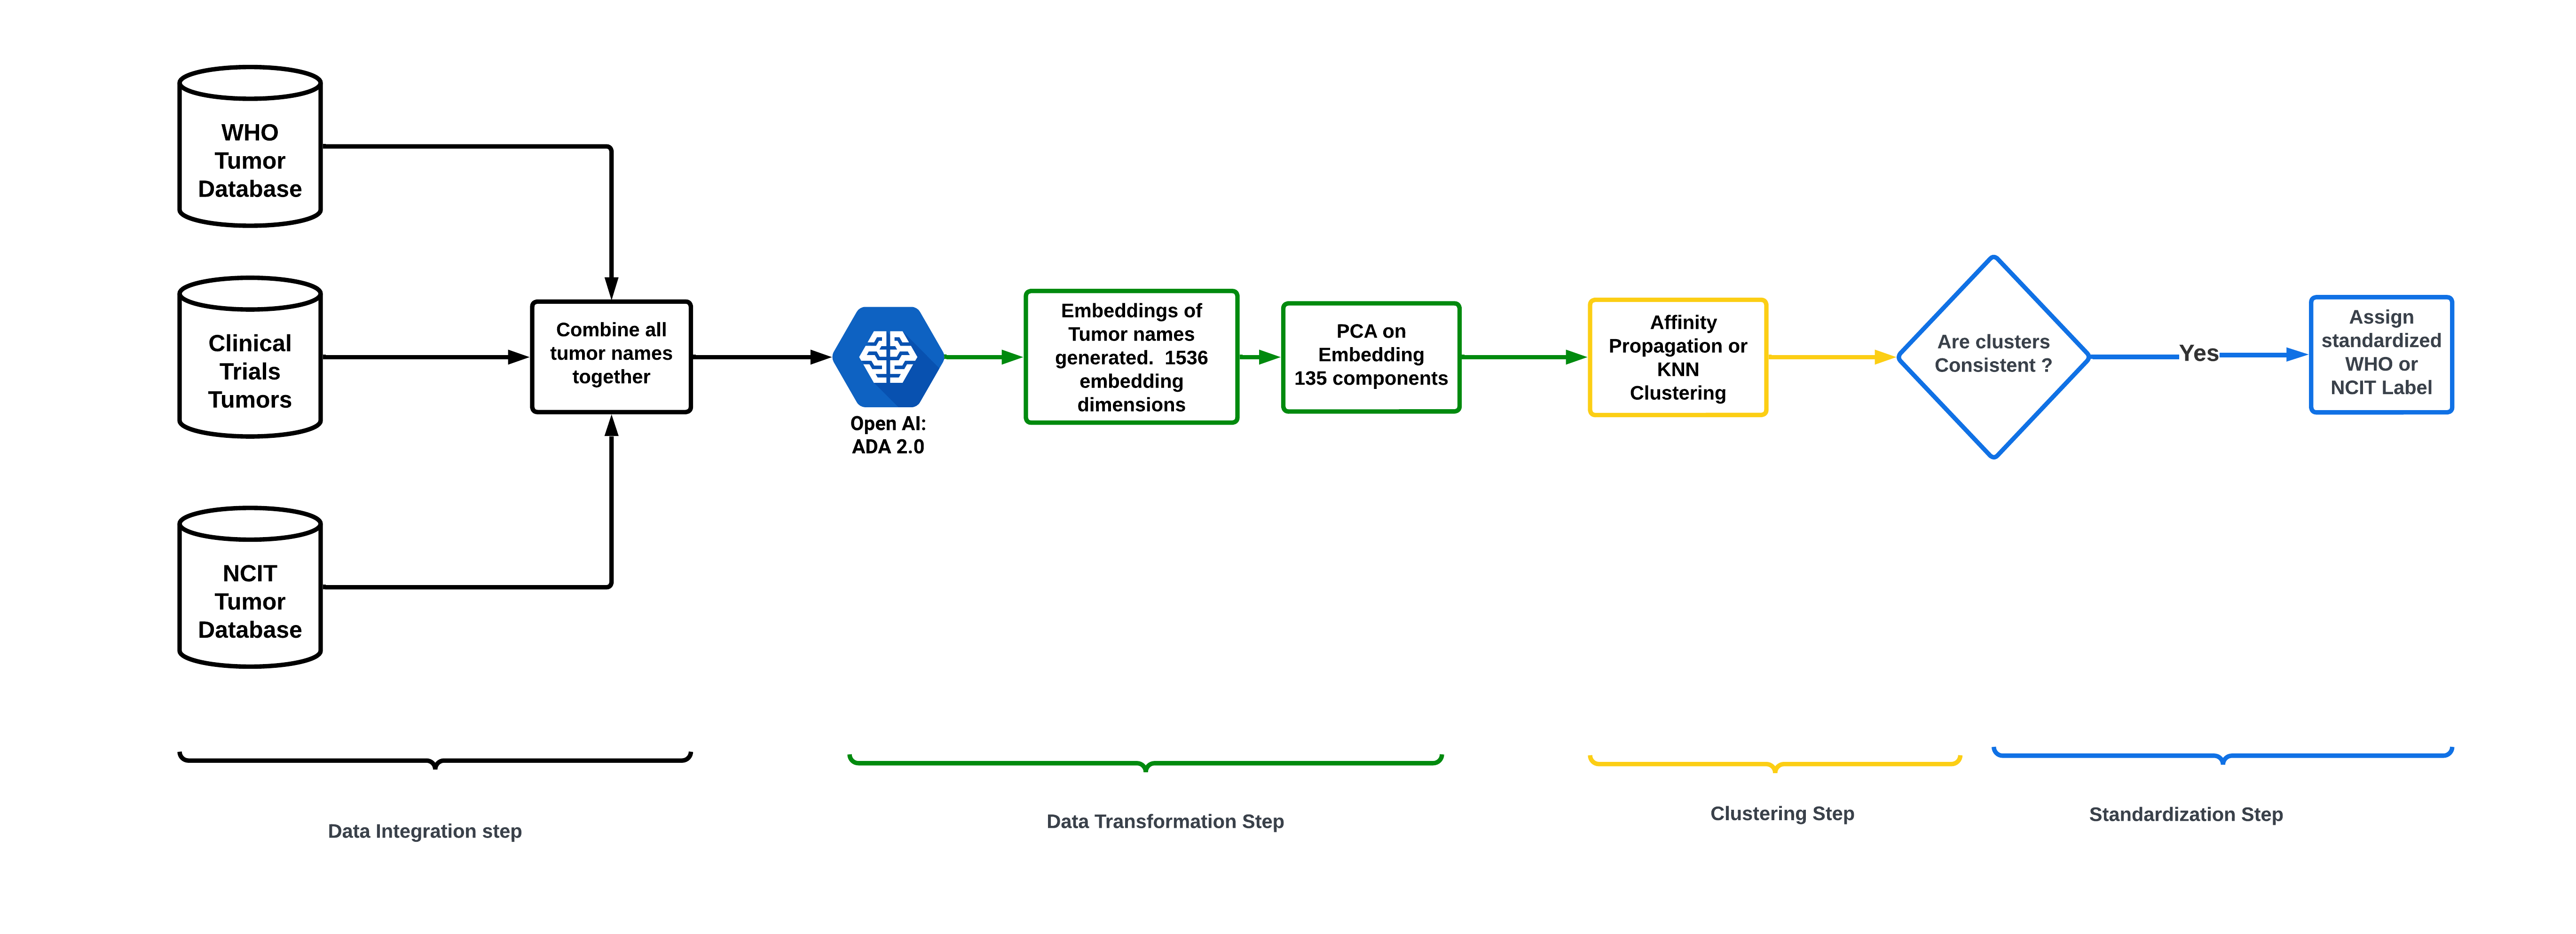 WHO
Tumor
Database
Clinical
Trials
Tumors
NCIT
Tumor
Database
Combine all
tumor names
together
Open AI:
ADA 2.0
Embeddings of
Tumor names
generated.  1536
embedding
dimensions
PCA on
Embedding
135 components
Affinity
Propagation or
KNN
Clustering
Are clusters
Consistent ?
Yes
Assign
standardized
WHO or
NCIT Label
Data Integration step
Data Transformation Step
Clustering Step
Standardization Step